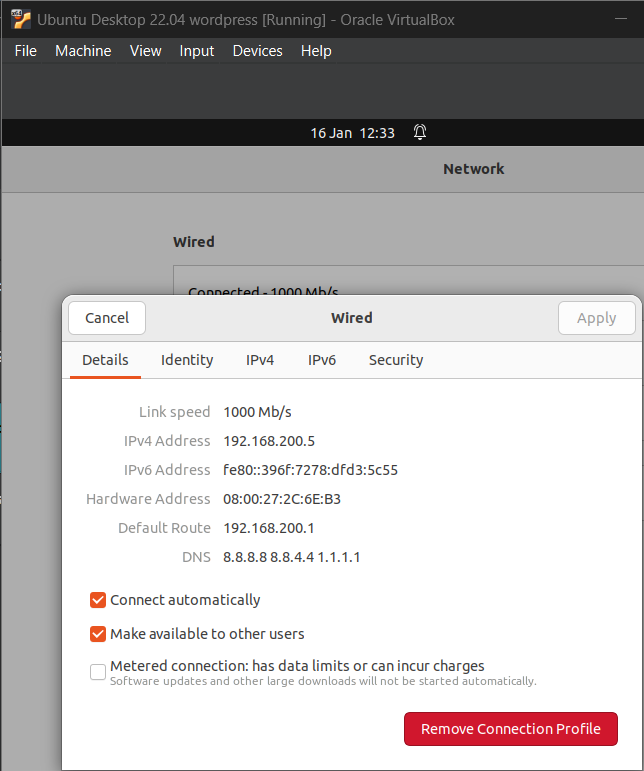 Ubuntu Desktop 22.04 wordpress [Running] - Oracle VirtualBox
File Machine View Input Devices Help
16 Jan 12:33
Network
Wired
Connected - 1000 Mb/s
Cancel Wired Apply
Details Identity IPv4 IPv6 Security
Link speed 1000 Mb/s
IPv4 Address 192.168.200.5
IPv6 Address fe80::396f:7278:dfd3:5c55
Hardware Address 08:00:27:2C:6E:B3
Default Route 192.168.200.1
DNS 8.8.8.8 8.8.4.4 1.1.1.1
Connect automatically
Make available to other users
Metered connection: has data limits or can incur charges
Software updates and other large downloads will not be started automatically.
Remove Connection Profile